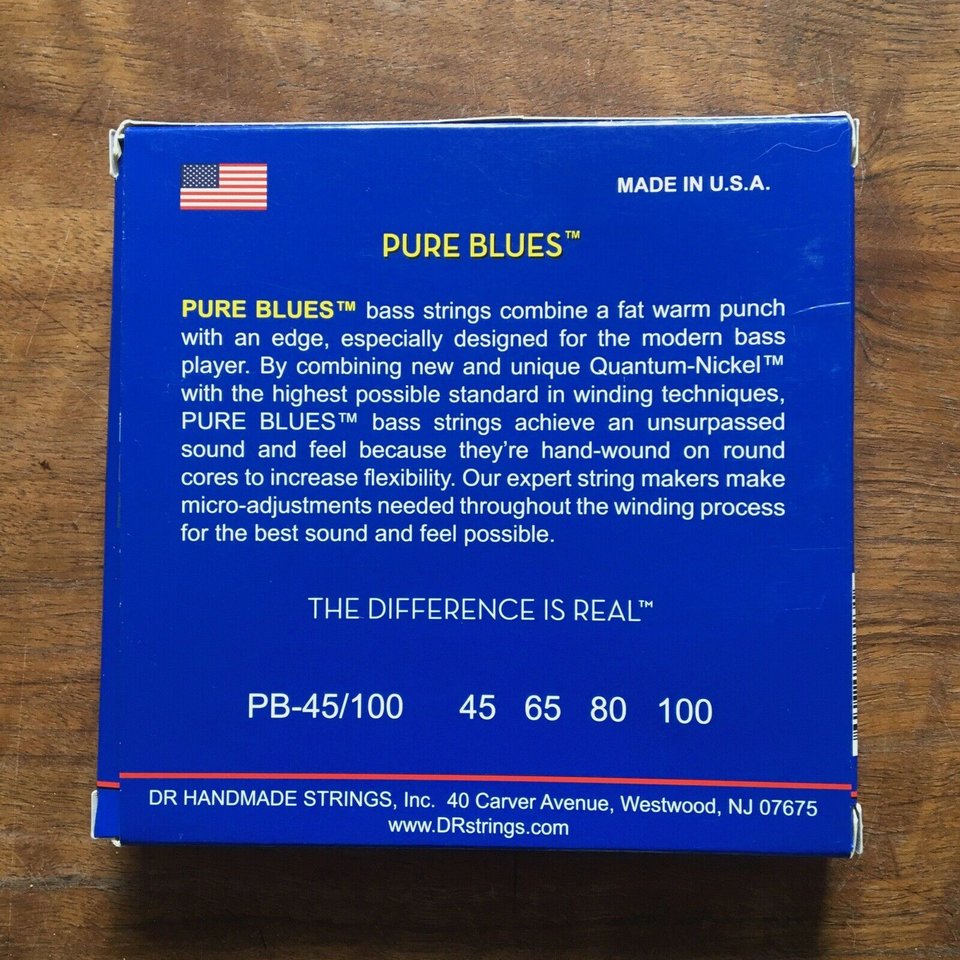 MADE IN U.S.A.
PURE BLUES™
PURE BLUES™ bass strings combine a fat warm punch
with an edge, especially designed for the modern bass
player. By combining new and unique Quantum-Nickel™
with the highest possible standard in winding techniques,
PURE BLUES™ bass strings achieve an unsurpassed
sound and feel because they're hand-wound on round
cores to increase flexibility. Our expert string makers make
micro-adjustments needed throughout the winding process
for the best sound and feel possible.
THE DIFFERENCE IS REAL™
PB-45/100 45 65 80 100
DR HANDMADE STRINGS, Inc. 40 Carver Avenue, Westwood, NJ 07675
www.DRstrings.com